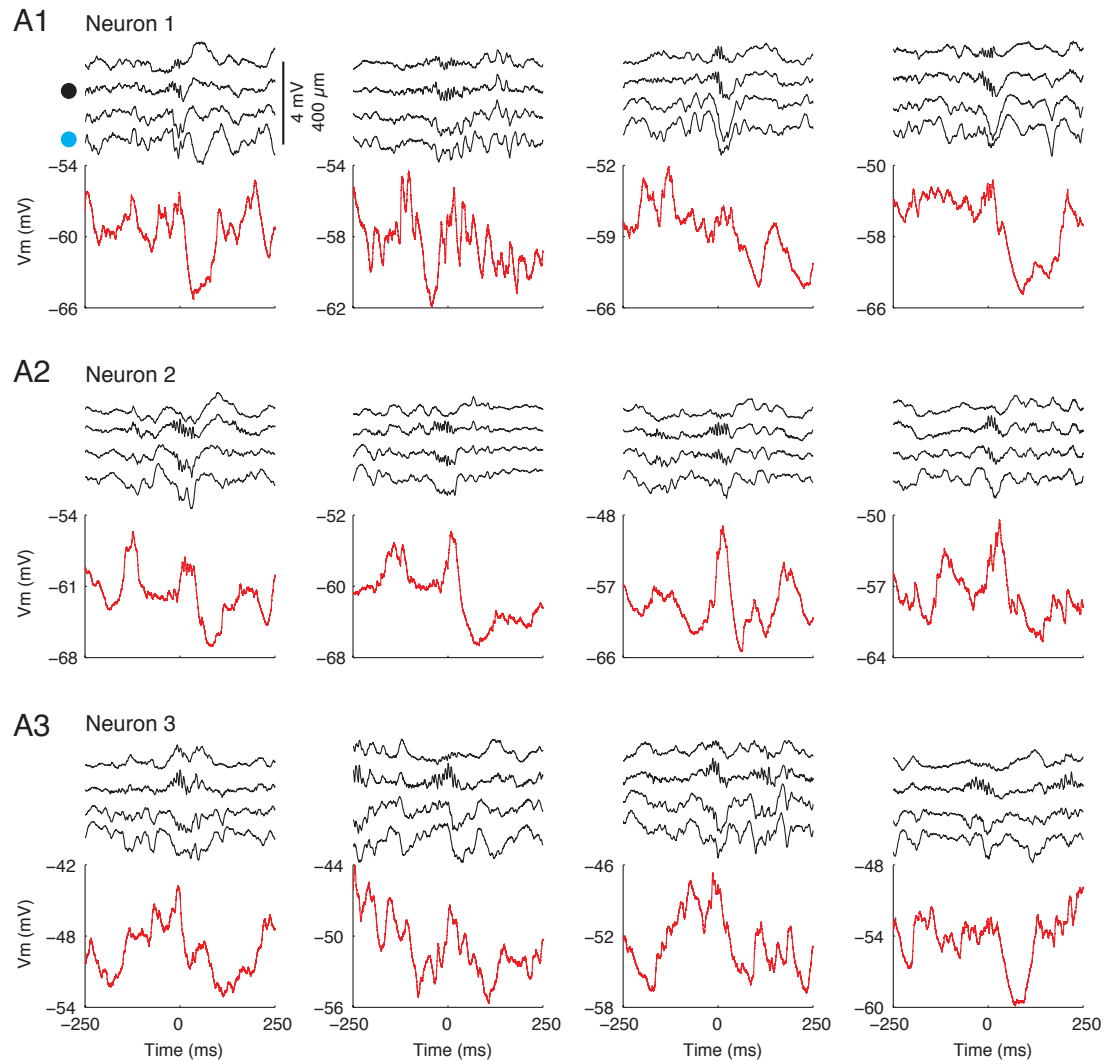 A1 Neuron 1
4 mV
400 µm
Vm (mV)
−54 −60 −66
−54 −58 −62
−52 −59 −66
−50 −58 −66
A2 Neuron 2
Vm (mV)
−54 −61 −68
−52 −60 −68
−48 −57 −66
−50 −57 −64
A3 Neuron 3
Vm (mV)
−42 −48 −54
−44 −50 −56
−46 −52 −58
−48 −54 −60
−250 0 250 −250 0 250 −250 0 250 −250 0 250
Time (ms) Time (ms) Time (ms) Time (ms)